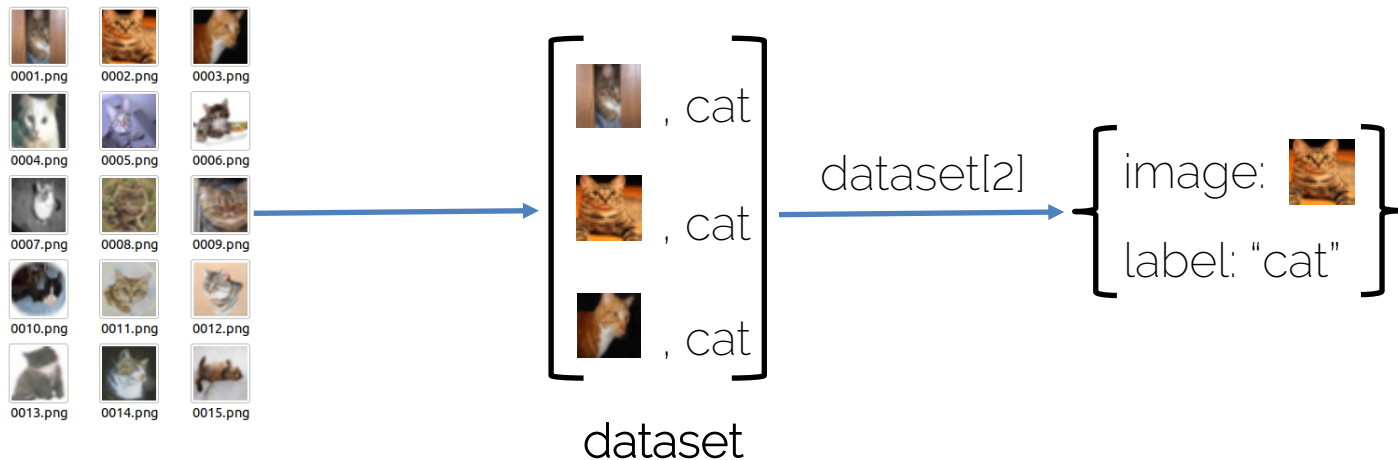 0001.png 0002.png 0003.png
0004.png 0005.png 0006.png
0007.png 0008.png 0009.png
0010.png 0011.png 0012.png
0013.png 0014.png 0015.png
, cat
, cat
, cat
dataset
dataset[2]
image:
label: “cat”